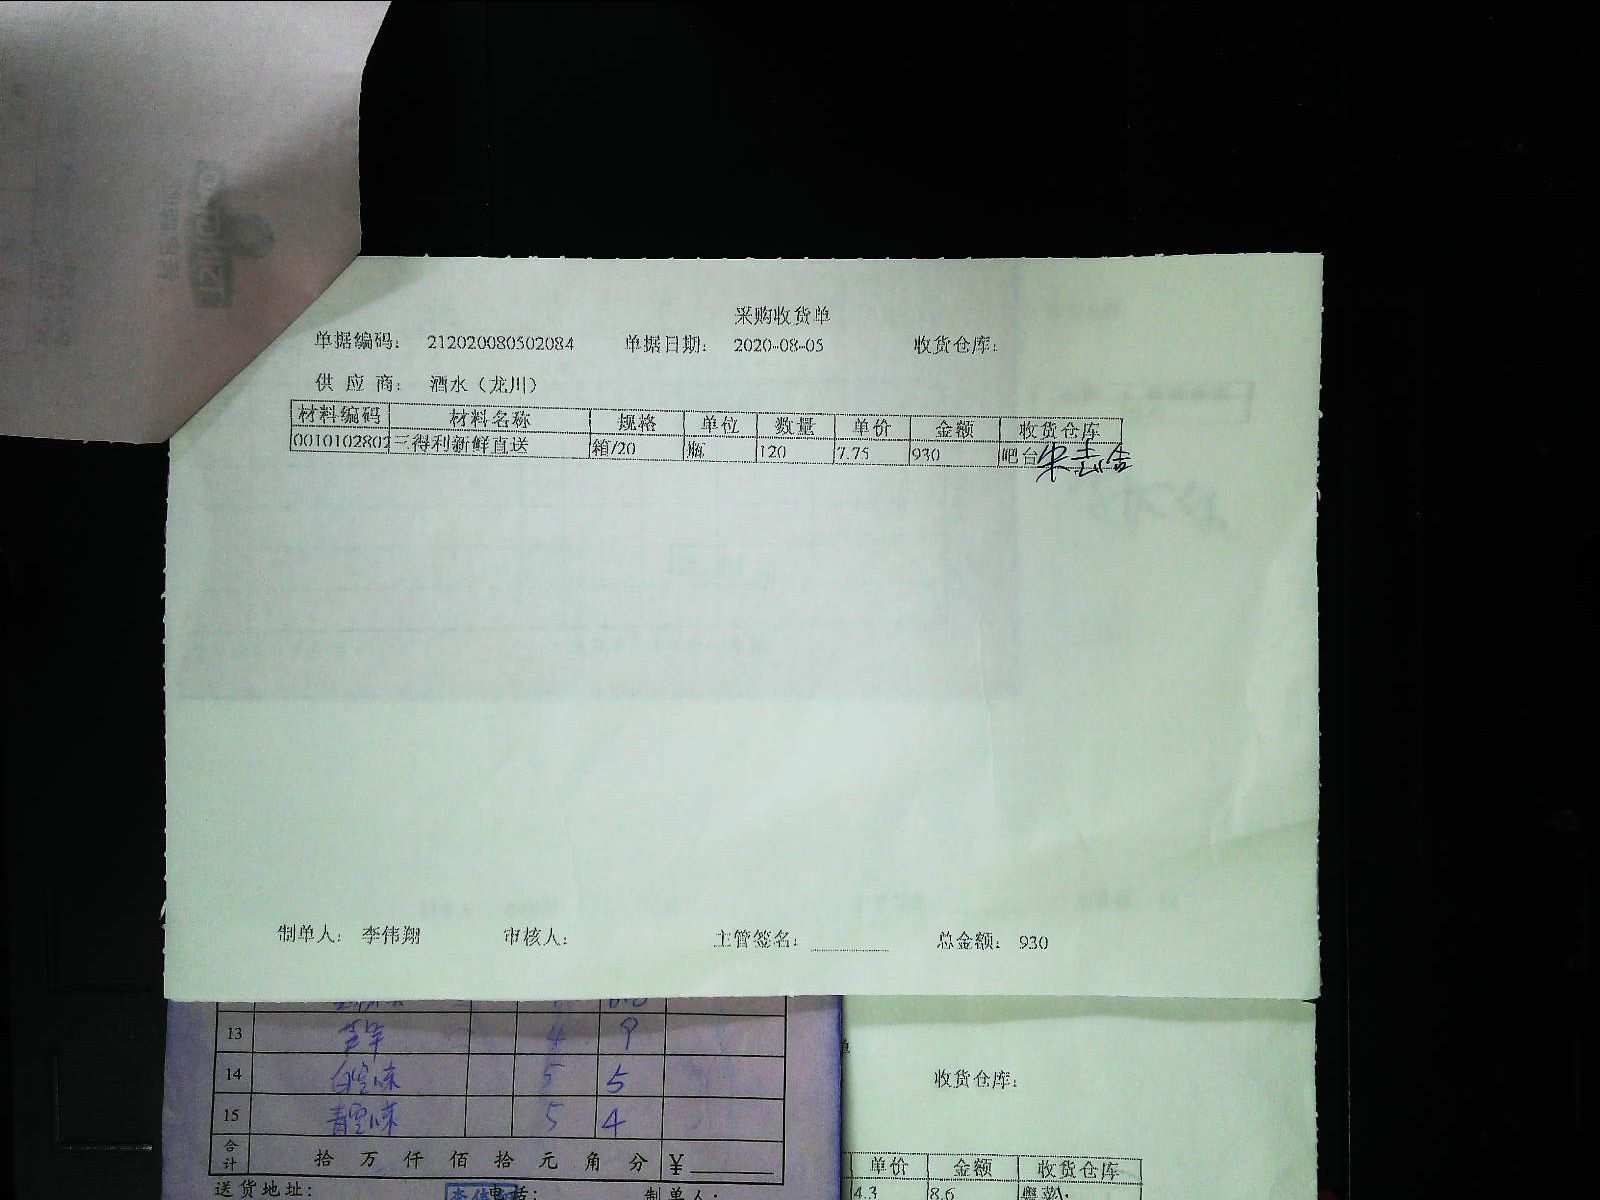 采购收货单
单据编码： 212020080502084 单据日期： 2020-08-05 收货仓库：
供 应 商： 酒水（龙川）
材料编码 材料名称 规格 单位 数量 单价 金额 收货仓库
0010102802 三得利新鲜直送 箱/20 瓶 120 7.75 930 吧台
制单人： 李伟翔 审核人： 主管签名： 总金额： 930
13 芦笋 4 9
14 白玉味 5 5
15 青豆味 5 4
合计 拾 万 仟 佰 拾 元 角 分 ¥
送货地址： 电话： 制单人：
收货仓库：
单价 金额 收货仓库
4.3 8.6